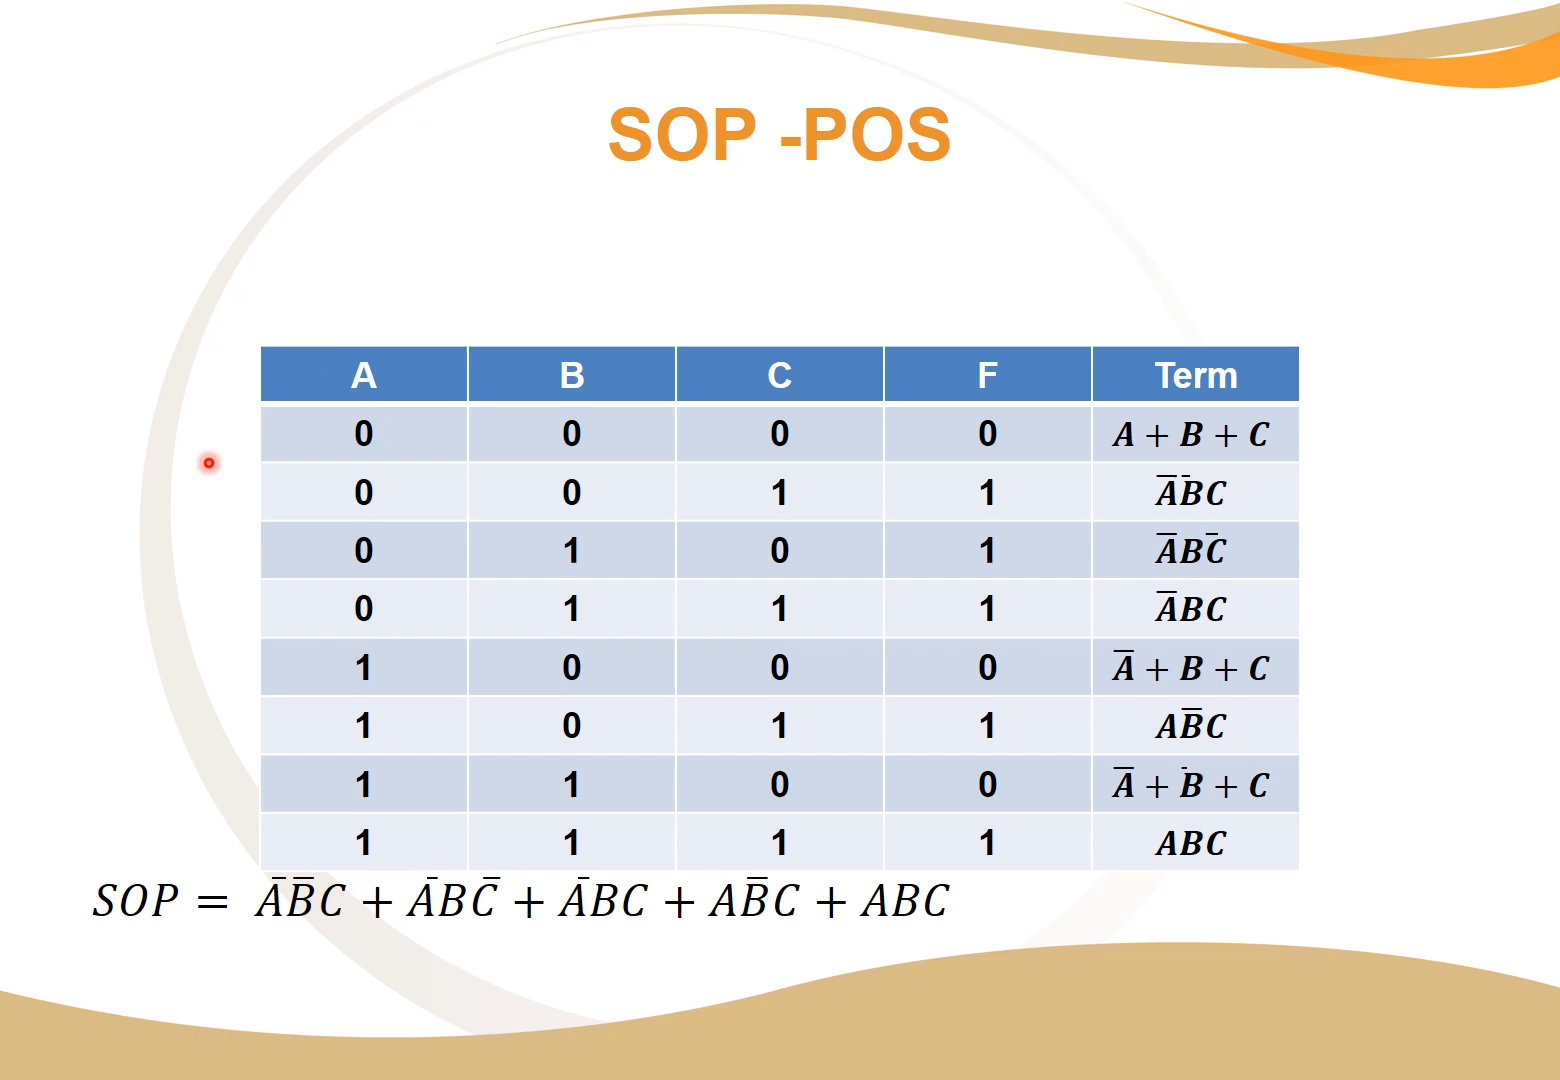 SOP -POS
A B C F Term
0 0 0 0 A + B + C
0 0 1 1 A̅B̅C
0 1 0 1 A̅BC̅
0 1 1 1 A̅BC
1 0 0 0 A̅ + B + C
1 0 1 1 AB̅C
1 1 0 0 A̅ + B̅ + C
1 1 1 1 ABC
SOP = A̅B̅C + A̅BC̅ + A̅BC + AB̅C + ABC